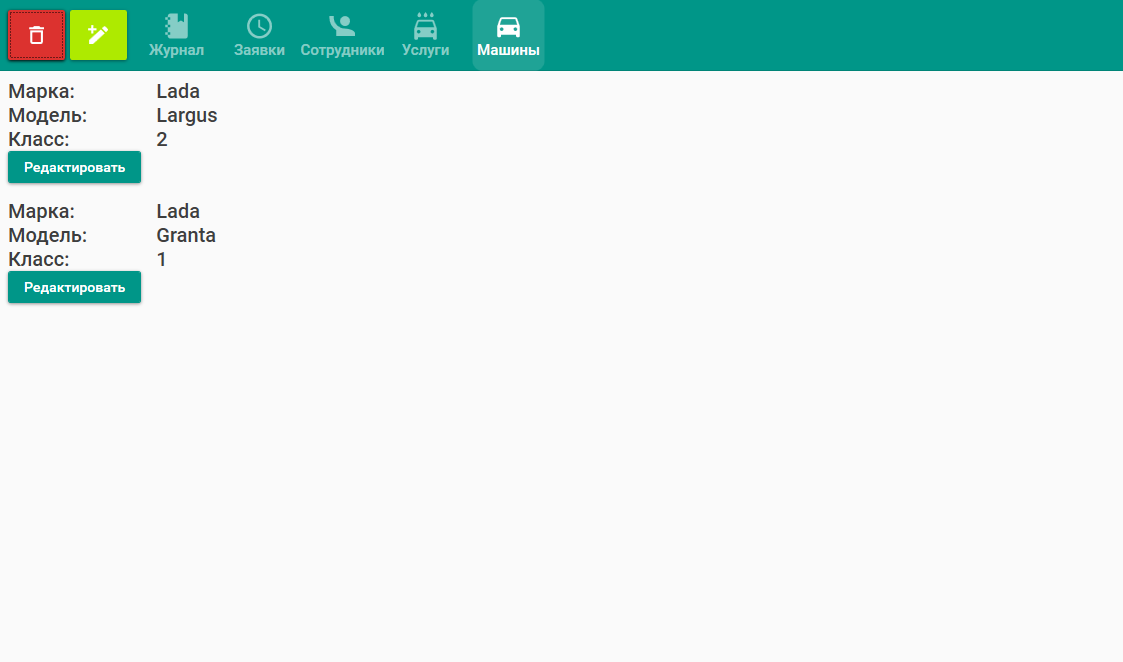 Журнал Заявки Сотрудники Услуги Машины
Марка: Lada
Модель: Largus
Класс: 2
Редактировать
Марка: Lada
Модель: Granta
Класс: 1
Редактировать